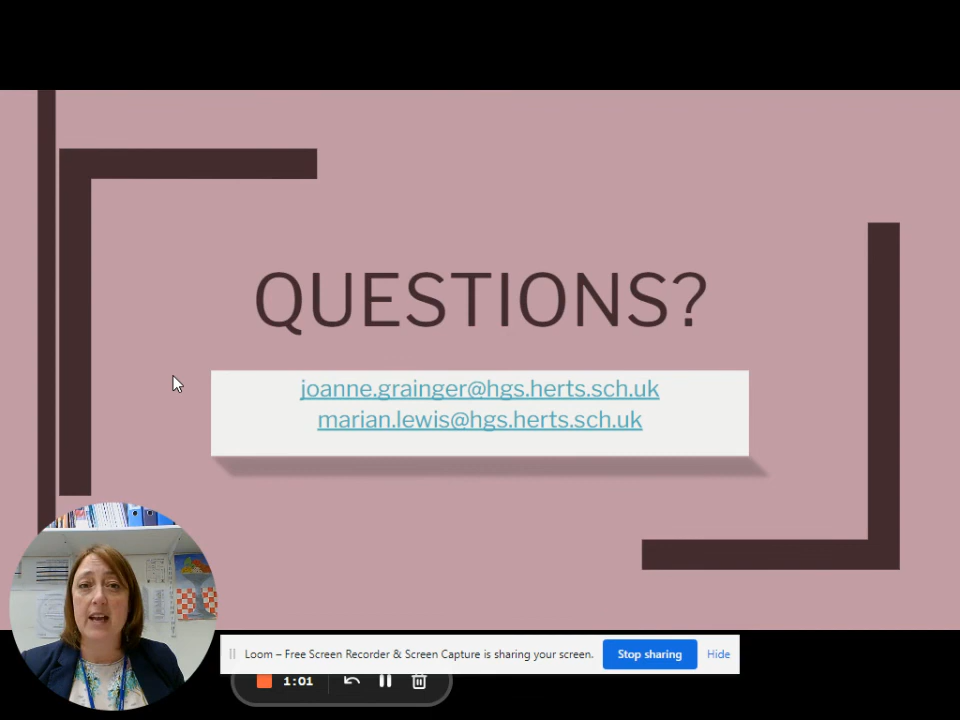 QUESTIONS?
joanne.grainger@hgs.herts.sch.uk
marian.lewis@hgs.herts.sch.uk
Loom – Free Screen Recorder & Screen Capture is sharing your screen. Stop sharing Hide
1:01